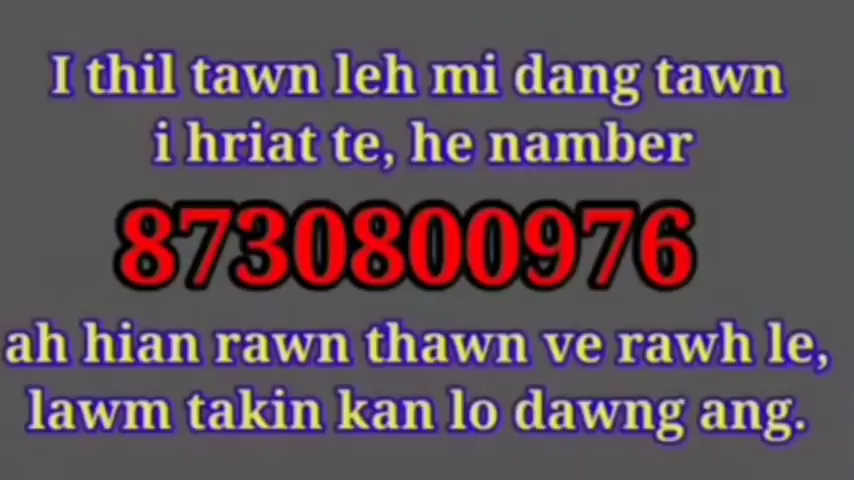 I thil tawn leh mi dang tawn
i hriat te, he namber
8730800976
ah hian rawn thawn ve rawh le,
lawm takin kan lo dawng ang.